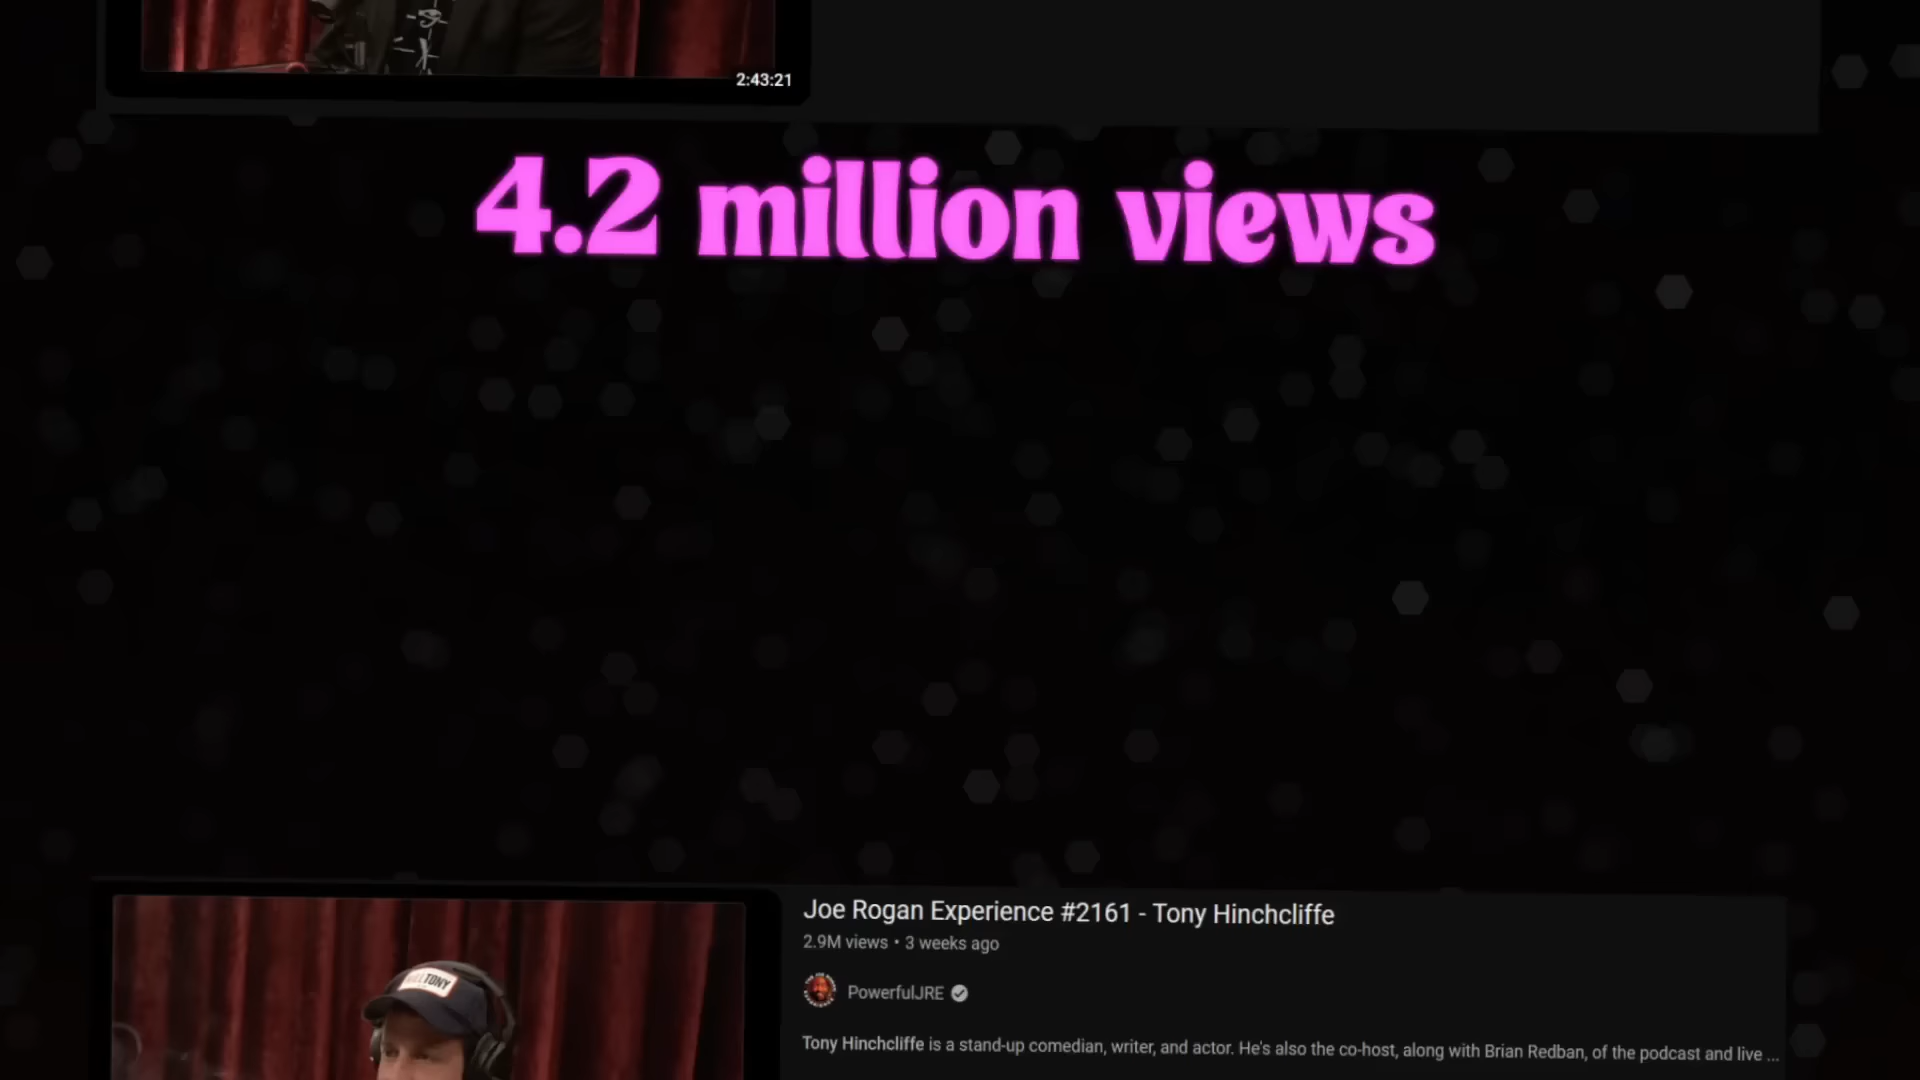 2:43:21
4.2 million views
Joe Rogan Experience #2161 - Tony Hinchcliffe
2.9M views • 3 weeks ago
PowerfulJRE
TONY
Tony Hinchcliffe is a stand-up comedian, writer, and actor. He's also the co-host, along with Brian Redban, of the podcast and live ...